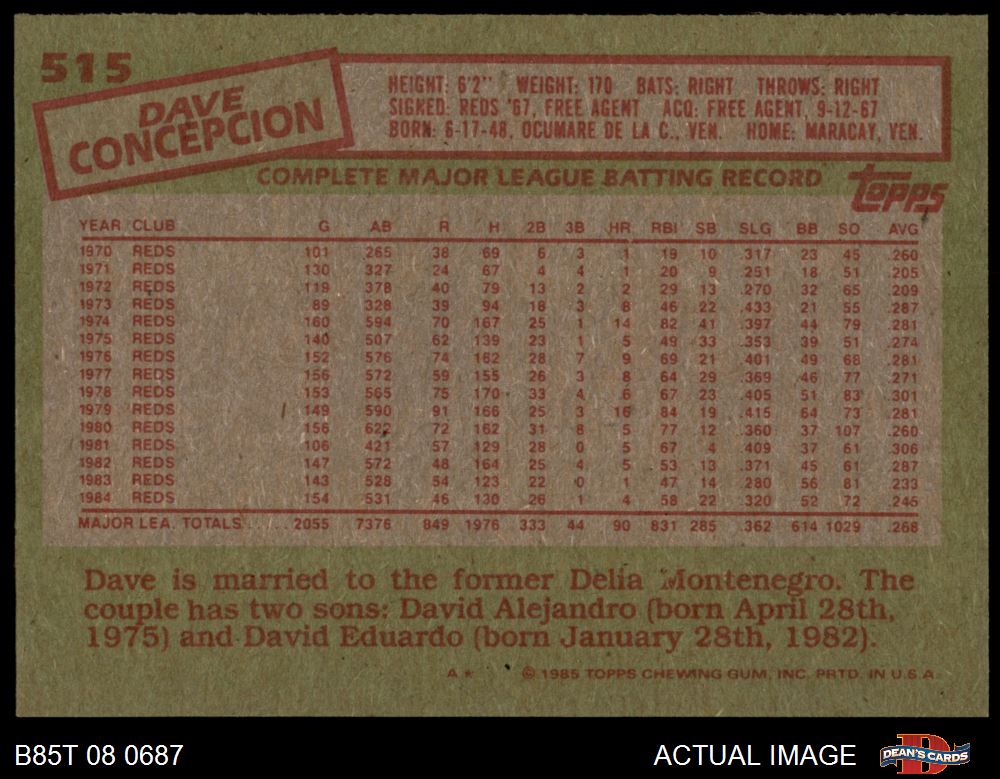 515
DAVE
CONCEPCION
HEIGHT: 6'2" WEIGHT: 170 BATS: RIGHT THROWS: RIGHT
SIGNED: REDS '67, FREE AGENT ACQ: FREE AGENT, 9-12-67
BORN: 6-17-48, OCUMARE DE LA C., VEN. HOME: MARACAY, VEN.
COMPLETE MAJOR LEAGUE BATTING RECORD
topps
YEAR CLUB G AB R H 2B 3B HR RBI SB SLG BB SO AVG
1970 REDS 101 265 38 69 6 3 1 19 10 .317 23 45 .260
1971 REDS 130 327 24 67 4 4 1 20 9 .251 18 51 .205
1972 REDS 119 378 40 79 13 2 2 29 13 .270 32 65 .209
1973 REDS 89 328 39 94 18 3 8 46 22 .433 21 55 .287
1974 REDS 160 594 70 167 25 1 14 82 41 .397 44 79 .281
1975 REDS 140 507 62 139 23 1 5 49 33 .353 39 51 .274
1976 REDS 152 576 74 162 28 7 9 69 21 .401 49 68 .281
1977 REDS 156 572 59 155 26 3 8 64 29 .369 46 77 .271
1978 REDS 153 565 75 170 33 4 6 67 23 .405 51 83 .301
1979 REDS 149 590 91 166 25 3 16 84 19 .415 64 73 .281
1980 REDS 156 622 72 162 31 8 5 77 12 .360 37 107 .260
1981 REDS 106 421 57 129 28 0 5 67 4 .409 37 61 .306
1982 REDS 147 572 48 164 25 4 5 53 13 .371 45 61 .287
1983 REDS 143 528 54 123 22 0 1 47 14 .280 56 81 .233
1984 REDS 154 531 46 130 26 1 4 58 22 .320 52 72 .245
MAJOR LEA. TOTALS..... 2055 7376 849 1976 333 44 90 831 285 .362 614 1029 .268
Dave is married to the former Delia Montenegro. The
couple has two sons: David Alejandro (born April 28th,
1975) and David Eduardo (born January 28th, 1982).
A* © 1985 TOPPS CHEWING GUM, INC. PRTD. IN U.S.A.
B85T 08 0687 ACTUAL IMAGE DEAN'S CARDS